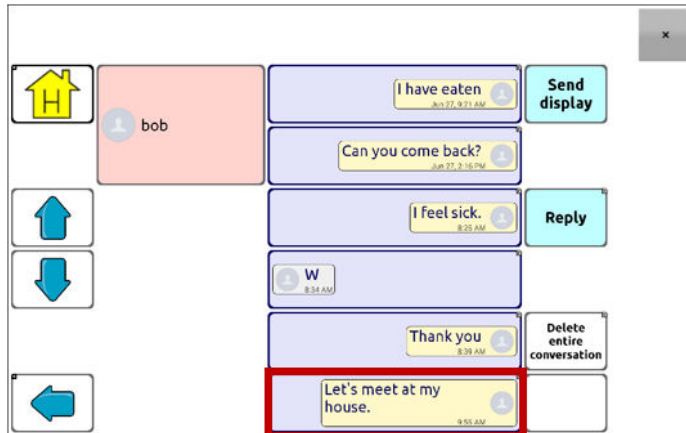 ×
H
bob
I have eaten
Jun 27, 9:21 AM
Send
display
Can you come back?
Jun 27, 2:16 PM
I feel sick.
8:25 AM
Reply
W
8:34 AM
Thank you
8:39 AM
Delete
entire
conversation
Let's meet at my
house.
9:55 AM